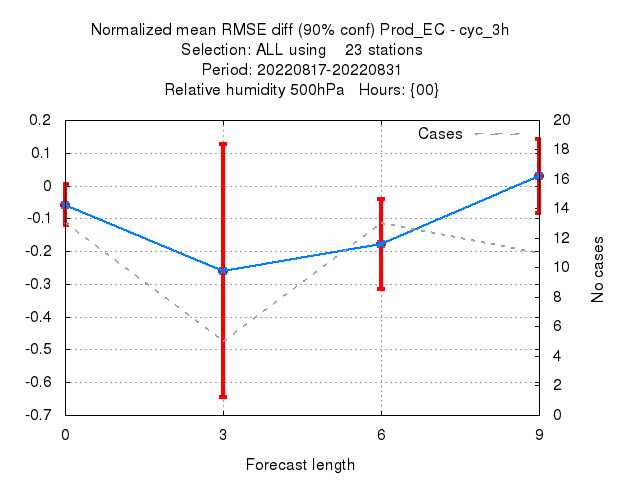 Normalized mean RMSE diff (90% conf) Prod_EC - cyc_3h
Selection: ALL using    23 stations
Period: 20220817-20220831
Relative humidity 500hPa   Hours: {00}
Cases
0.2
0.1
0
-0.1
-0.2
-0.3
-0.4
-0.5
-0.6
-0.7
20
18
16
14
12
10
8
6
4
2
0
No cases
0 3 6 9
Forecast length